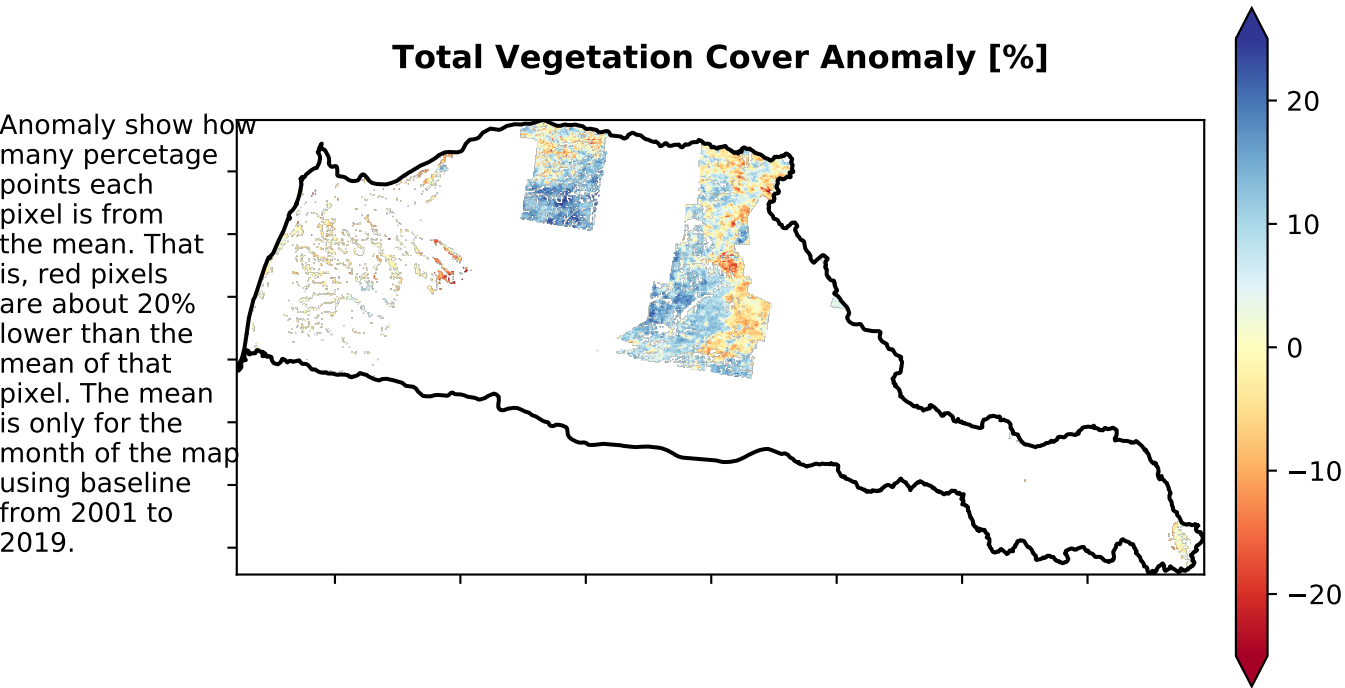 Total Vegetation Cover Anomaly [%]
Anomaly show how
many percetage
points each
pixel is from
the mean. That
is, red pixels
are about 20%
lower than the
mean of that
pixel. The mean
is only for the
month of the map
using baseline
from 2001 to
2019.
20
10
0
−10
−20